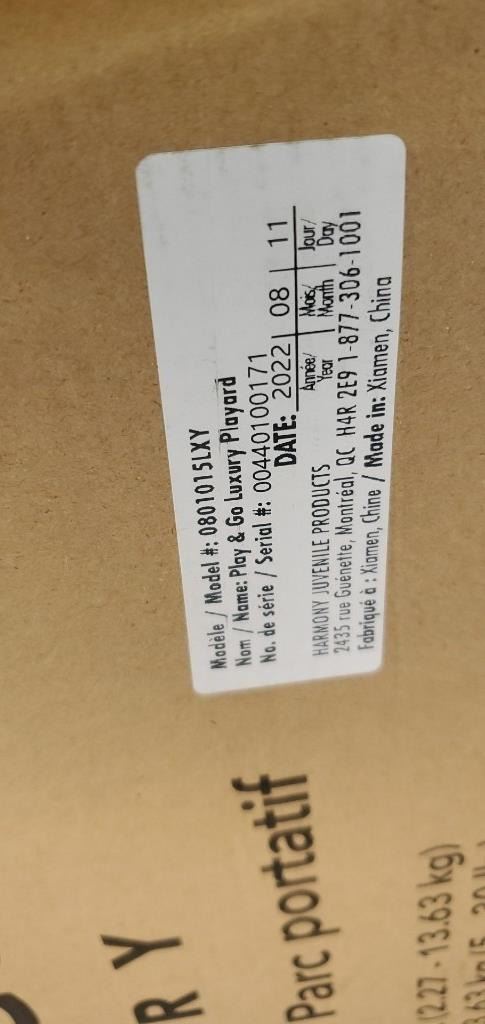 Modèle / Model #: 0801015LXY
Nom / Name: Play & Go Luxury Playard
No. de série / Serial #: 00440100171
DATE: 2022 | 08 | 11
Année/ Year | Mois/ Month | Jour/ Day
HARMONY JUVENILE PRODUCTS
2435 rue Guénette, Montréal, QC H4R 2E9 1-877-306-1001
Fabriqué à : Xiamen, Chine / Made in: Xiamen, China
R Y
Parc portatif
(2.27 - 13.63 kg)